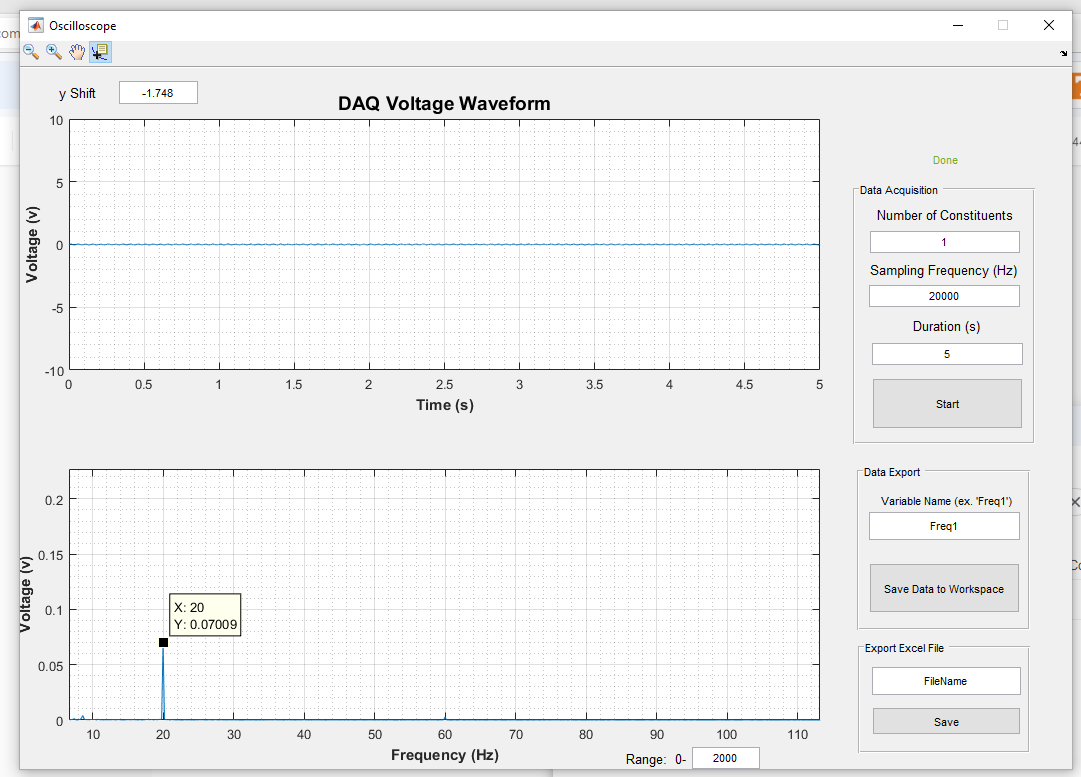 com
Oscilloscope
y Shift
-1.748
DAQ Voltage Waveform
10
5
0
-5
-10
Voltage (v)
0 0.5 1 1.5 2 2.5 3 3.5 4 4.5 5
Time (s)
Done
Data Acquisition
Number of Constituents
1
Sampling Frequency (Hz)
20000
Duration (s)
5
Start
0.2
0.15
0.1
0.05
0
Voltage (v)
X: 20
Y: 0.07009
10 20 30 40 50 60 70 80 90 100 110
Frequency (Hz)
Range: 0-
2000
Data Export
Variable Name (ex. 'Freq1')
Freq1
Save Data to Workspace
Export Excel File
FileName
Save